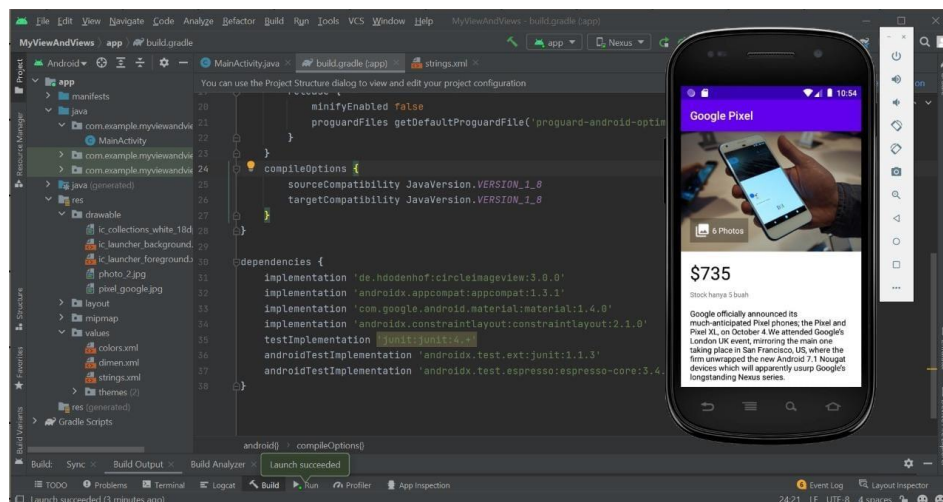 File Edit View Navigate Code Analyze Refactor Build Run Tools VCS Window Help MyViewAndViews - build.gradle (:app)
MyViewAndViews app build.gradle
app
Nexus
Android
MainActivity.java
build.gradle (:app)
strings.xml
You can use the Project Structure dialog to view and edit your project configuration
Project
Resource Manager
Structure
Favorites
Build Variants
app
manifests
java
com.example.myviewandvie
MainActivity
com.example.myviewandvie
com.example.myviewandvie
java (generated)
res
drawable
ic_collections_white_18d
ic_launcher_background.
ic_launcher_foreground.x
photo_2.jpg
pixel_google.jpg
layout
mipmap
values
colors.xml
dimen.xml
strings.xml
themes (2)
res (generated)
Gradle Scripts
20 minifyEnabled false
21 proguardFiles getDefaultProguardFile('proguard-android-optim
22 }
23 }
24 compileOptions {
25 sourceCompatibility JavaVersion.VERSION_1_8
26 targetCompatibility JavaVersion.VERSION_1_8
27 }
28 }
29
30 dependencies {
31 implementation 'de.hdodenhof:circleimageview:3.0.0'
32 implementation 'androidx.appcompat:appcompat:1.3.1'
33 implementation 'com.google.android.material:material:1.4.0'
34 implementation 'androidx.constraintlayout:constraintlayout:2.1.0'
35 testImplementation 'junit:junit:4.+'
36 androidTestImplementation 'androidx.test.ext:junit:1.1.3'
37 androidTestImplementation 'androidx.test.espresso:espresso-core:3.4.
38 }
android{} compileOptions{}
10:54
Google Pixel
6 Photos
$735
Stock hanya 5 buah
Google officially announced its
much-anticipated Pixel phones; the Pixel and
Pixel XL, on October 4. We attended Google's
London UK event, mirroring the main one
taking place in San Francisco, US, where the
firm unwrapped the new Android 7.1 Nougat
devices which will apparently usurp Google's
longstanding Nexus series.
Build: Sync Build Output Build Analyzer
Launch succeeded
TODO Problems Terminal Logcat Build Run Profiler App Inspection
6 Event Log Layout Inspector
Launch succeeded (3 minutes ago)
24:21 LF UTF-8 4 spaces